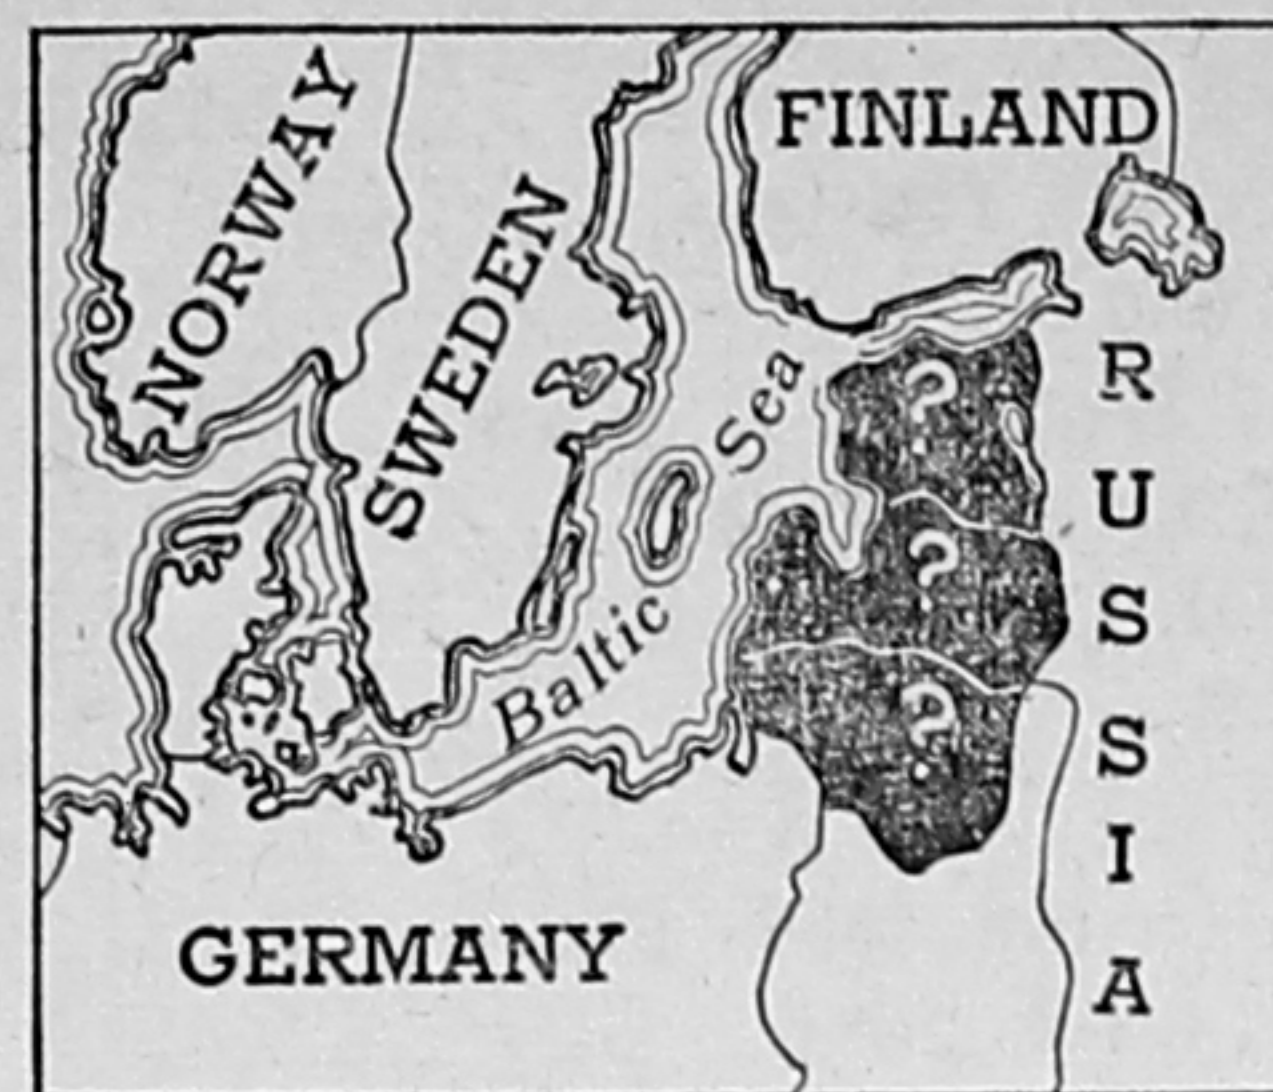 NORWAY
SWEDEN
FINLAND
Baltic Sea
RUSSIA
?
?
?
GERMANY